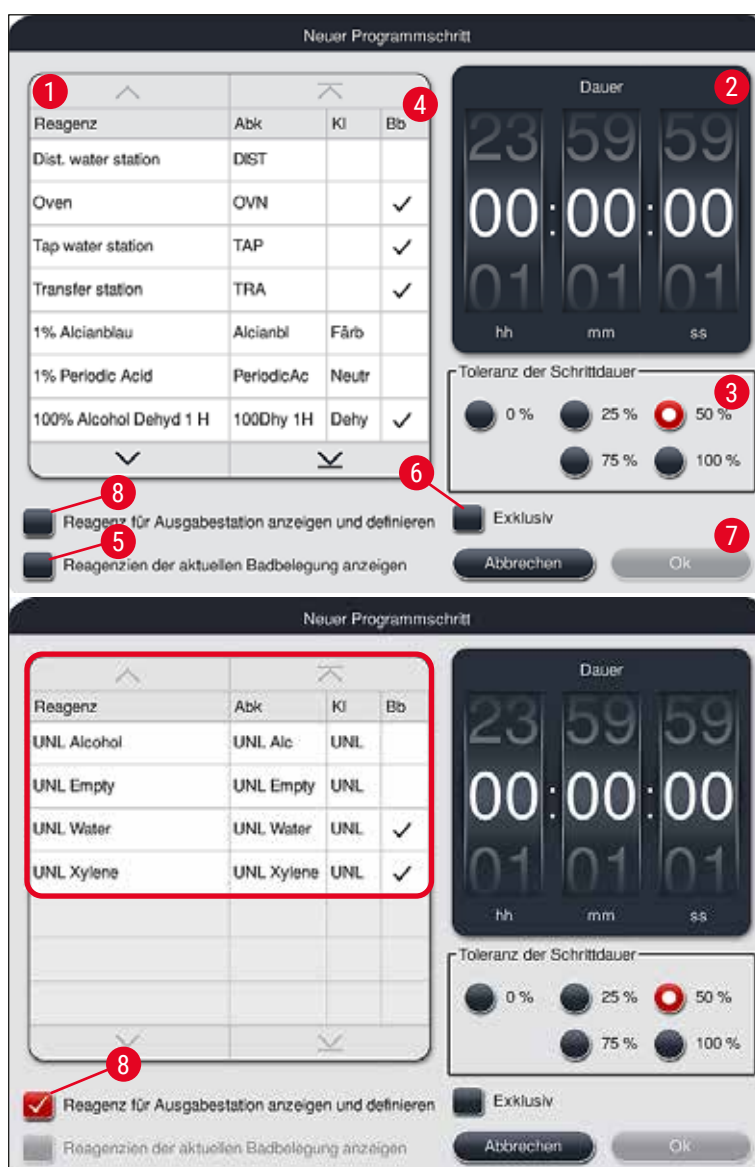 Neuer Programmschritt
1
4
Reagenz Abk Kl Bb
Dist. water station DIST
Oven OVN ✓
Tap water station TAP ✓
Transfer station TRA ✓
1% Alcianblau Alcianbl Färb
1% Periodic Acid PeriodicAc Neutr
100% Alcohol Dehyd 1 H 100Dhy 1H Dehy ✓
2
Dauer
23 59 59
00:00:00
01 01 01
hh mm ss
Toleranz der Schrittdauer
3
0 % 25 % 50 %
75 % 100 %
8
Reagenz für Ausgabestation anzeigen und definieren
6
Exklusiv
5
Reagenzien der aktuellen Badbelegung anzeigen
7
Abbrechen Ok
Neuer Programmschritt
Reagenz Abk Kl Bb
UNL Alcohol UNL Alc UNL
UNL Empty UNL Empty UNL
UNL Water UNL Water UNL ✓
UNL Xylene UNL Xylene UNL ✓
Dauer
23 59 59
00:00:00
01 01 01
hh mm ss
Toleranz der Schrittdauer
0 % 25 % 50 %
75 % 100 %
8
Reagenz für Ausgabestation anzeigen und definieren
Exklusiv
Reagenzien der aktuellen Badbelegung anzeigen
Abbrechen Ok